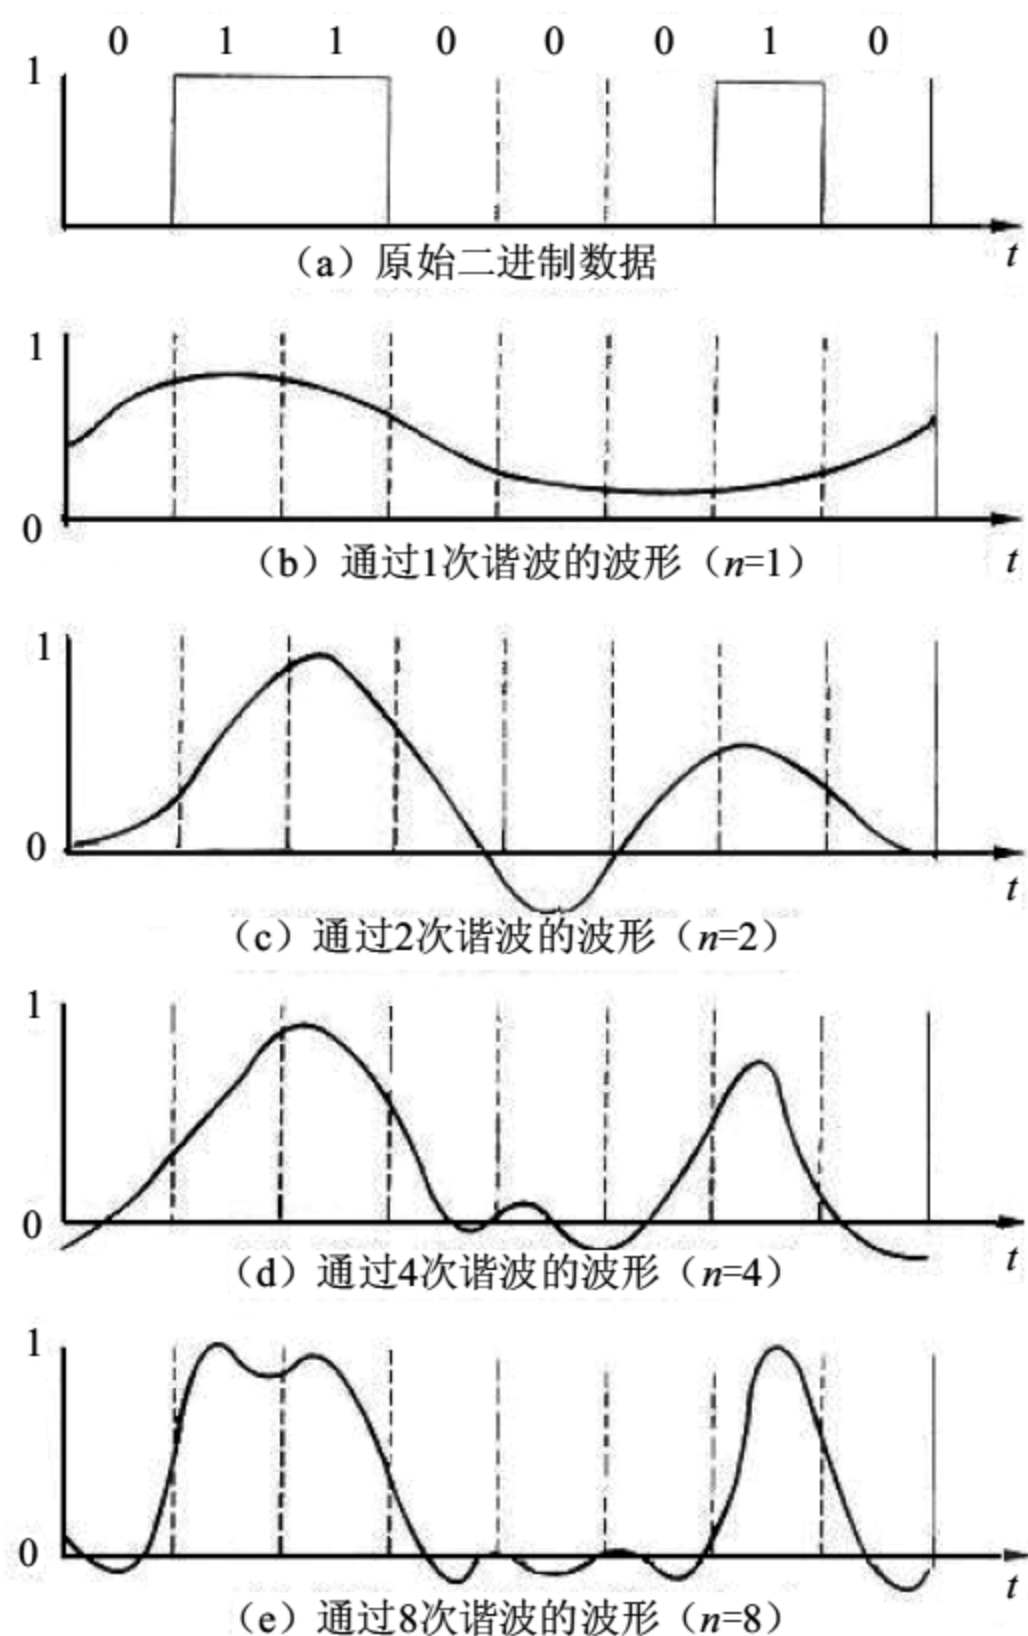 0 1 1 0 0 0 1 0
1
t
（a）原始二进制数据
1
0
t
（b）通过1次谐波的波形（n=1）
1
0
t
（c）通过2次谐波的波形（n=2）
1
0
t
（d）通过4次谐波的波形（n=4）
1
0
t
（e）通过8次谐波的波形（n=8）